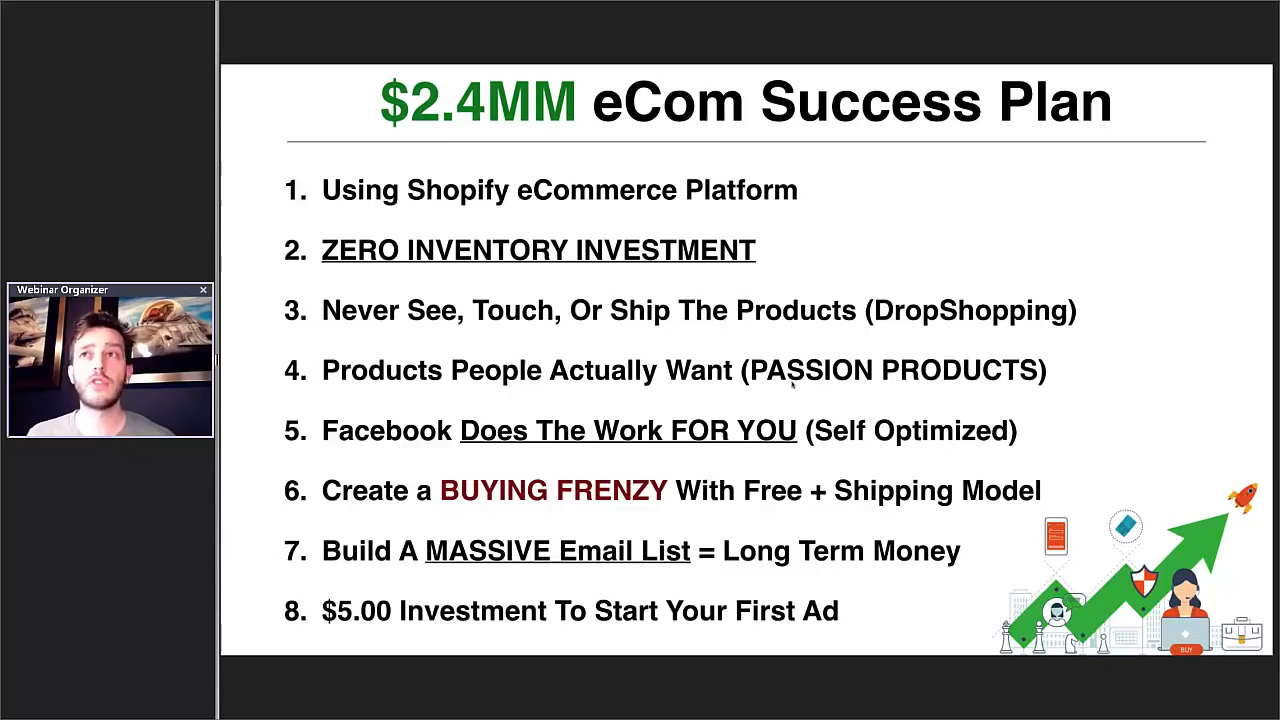 $2.4MM eCom Success Plan
1. Using Shopify eCommerce Platform
2. ZERO INVENTORY INVESTMENT
3. Never See, Touch, Or Ship The Products (DropShopping)
4. Products People Actually Want (PASSION PRODUCTS)
5. Facebook Does The Work FOR YOU (Self Optimized)
6. Create a BUYING FRENZY With Free + Shipping Model
7. Build A MASSIVE Email List = Long Term Money
8. $5.00 Investment To Start Your First Ad
Webinar Organizer
BUY